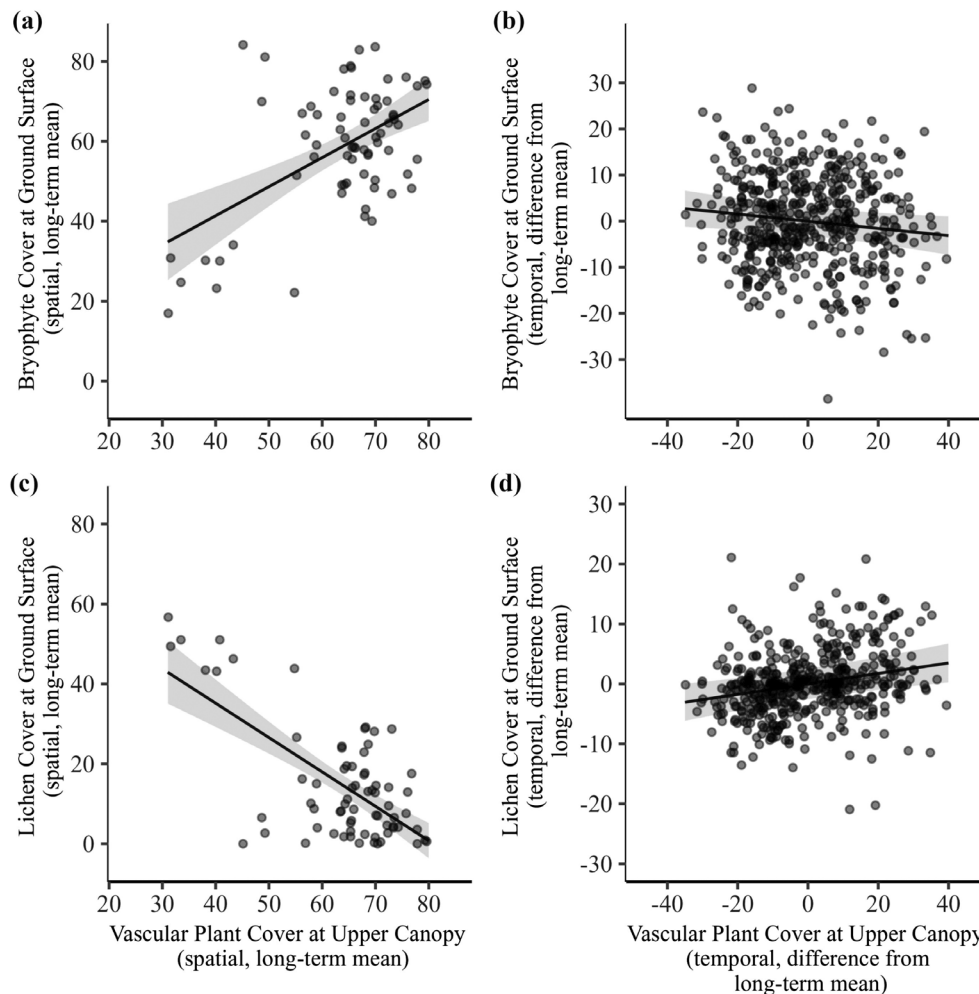 (a)
Bryophyte Cover at Ground Surface
(spatial, long-term mean)
80
60
40
20
0
20 30 40 50 60 70 80
(b)
Bryophyte Cover at Ground Surface
(temporal, difference from
long-term mean)
30
20
10
0
-10
-20
-30
-40 -20 0 20 40
(c)
Lichen Cover at Ground Surface
(spatial, long-term mean)
80
60
40
20
0
20 30 40 50 60 70 80
Vascular Plant Cover at Upper Canopy
(spatial, long-term mean)
(d)
Lichen Cover at Ground Surface
(temporal, difference from
long-term mean)
30
20
10
0
-10
-20
-30
-40 -20 0 20 40
Vascular Plant Cover at Upper Canopy
(temporal, difference from
long-term mean)